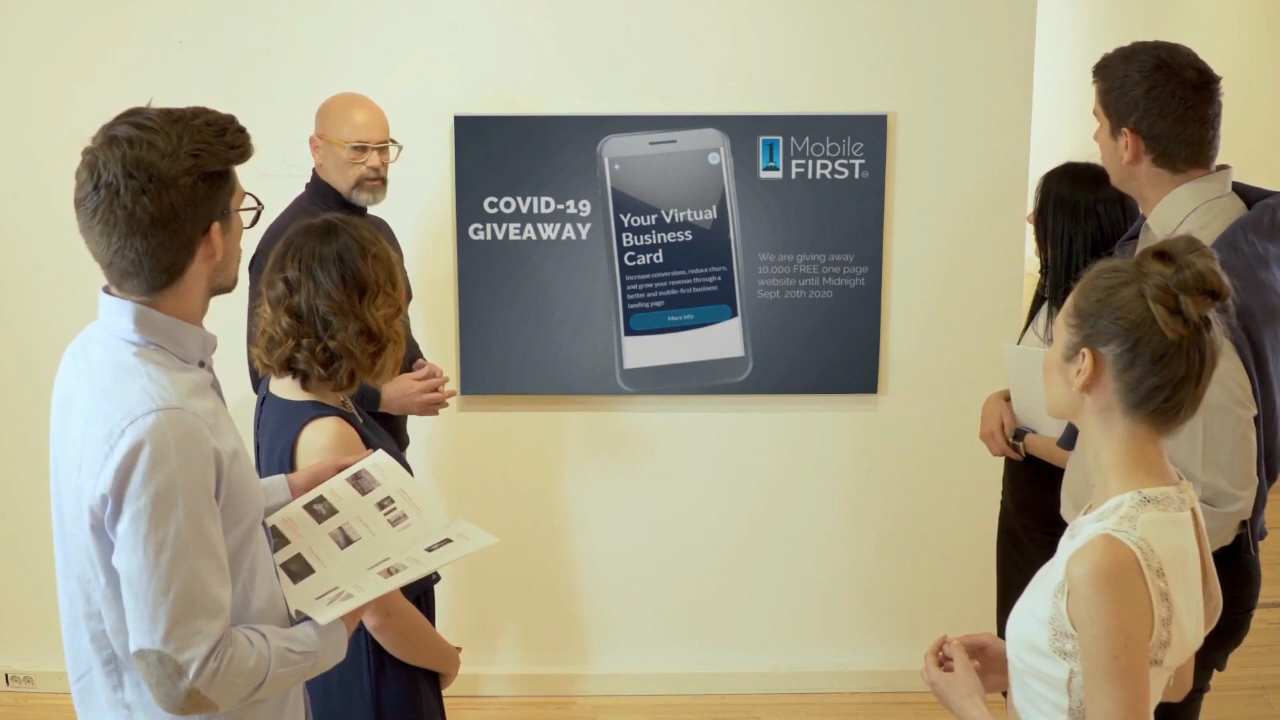 COVID-19
GIVEAWAY
Your Virtual
Business
Card
Increase conversions, reduce churn,
and grow your revenue through a
better and mobile-first business
landing page
More info
1
Mobile
FIRST
We are giving away
10,000 FREE one page
website until Midnight
Sept. 20th 2020